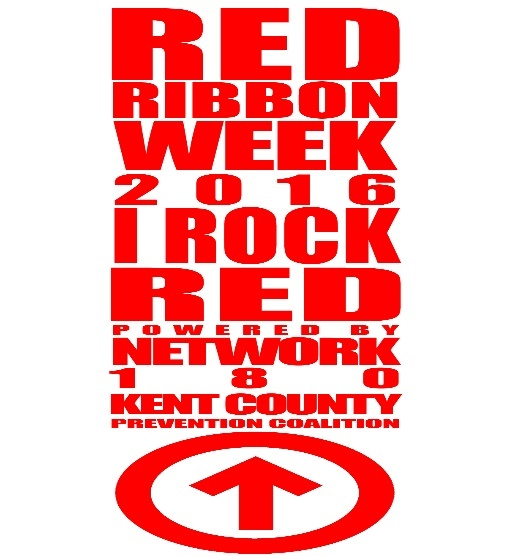 RED
RIBBON
WEEK
2016
I ROCK
RED
POWERED BY
NETWORK
180
KENT COUNTY
PREVENTION COALITION